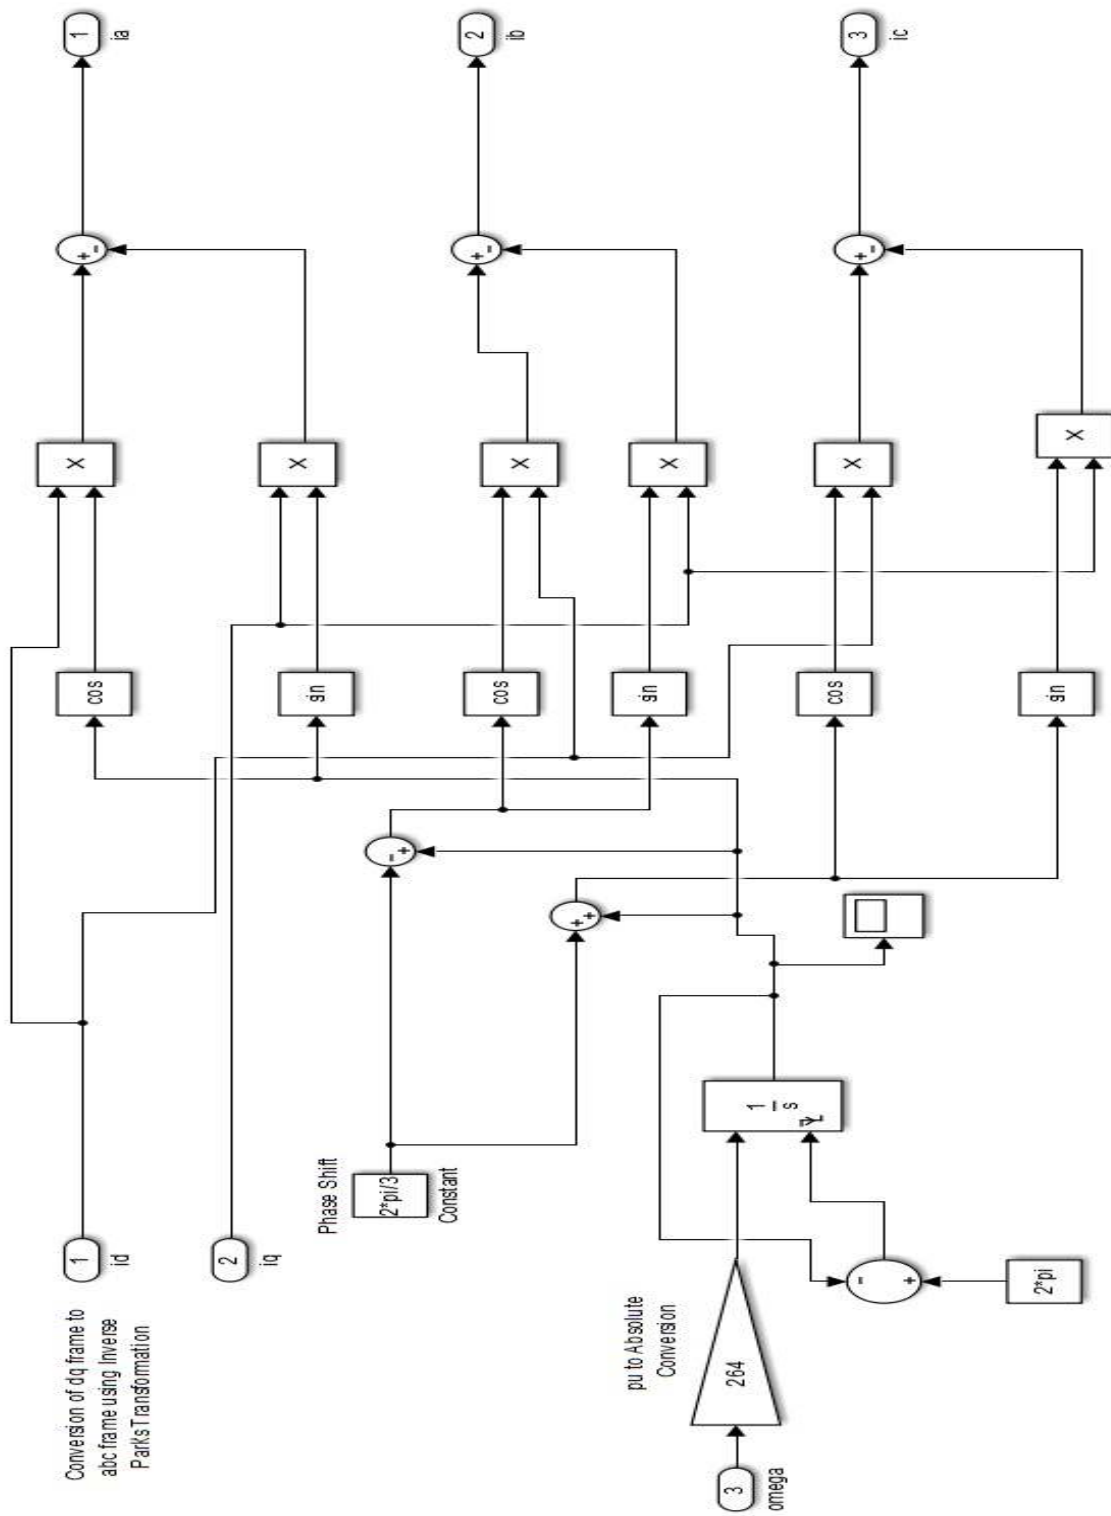 Conversion of dq frame to
abc frame using Inverse
Park's Transformation
1
id
2
iq
3
omega
pu to Absolute
Conversion
264
2*pi
-
+
1
s
Phase Shift
2*pi/3
Constant
-
+
+
+
cos
sin
cos
sin
cos
sin
X
X
X
X
X
X
+
-
+
-
+
-
1
ia
2
ib
3
ic